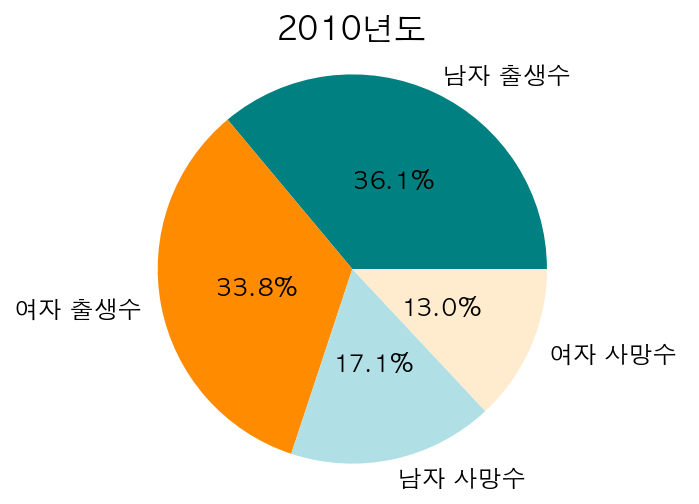 2010년도
남자 출생수
36.1%
33.8%
여자 출생수
13.0%
여자 사망수
17.1%
남자 사망수